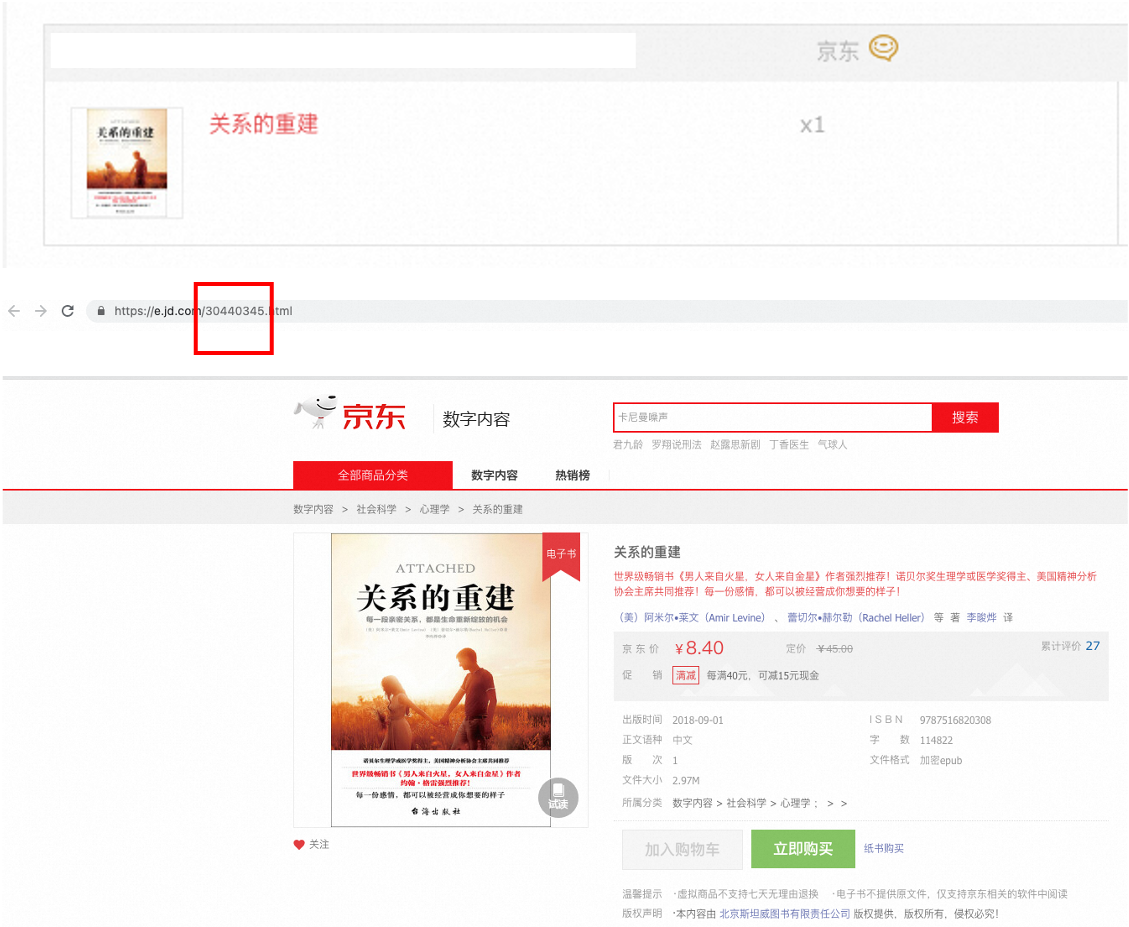 京东
ATTACHED
关系的重建
关系的重建
x1
https://e.jd.com/30440345.html
京东
数字内容
卡尼曼噪声
搜索
君九龄 罗翔说刑法 赵露思新剧 丁香医生 气球人
全部商品分类
数字内容
热销榜
数字内容 > 社会科学 > 心理学 > 关系的重建
电子书
ATTACHED
关系的重建
每一段亲密关系，都是生命重新绽放的机会
诺贝尔生理学或医学奖得主，美国精神分析协会主席共同推荐
世界级畅销书《男人来自火星，女人来自金星》作者
约翰·格雷强烈推荐！
每一份感情，都可以被经营成你想要的样子
台海出版社
试读
关注
关系的重建
世界级畅销书《男人来自火星，女人来自金星》作者强烈推荐！诺贝尔奖生理学或医学奖得主、美国精神分析
协会主席共同推荐！每一份感情，都可以被经营成你想要的样子！
（美）阿米尔•莱文（Amir Levine） 、 蕾切尔•赫尔勒（Rachel Heller） 等 著 李昀烨 译
京东价 ￥8.40 定价 ￥45.00 累计评价 27
促 销 满减 每满40元，可减15元现金
出版时间 2018-09-01 ISBN 9787516820308
正文语种 中文 字 数 114822
版 次 1 文件格式 加密epub
文件大小 2.97M
所属分类 数字内容 > 社会科学 > 心理学； > >
加入购物车
立即购买
纸书购买
温馨提示 ·虚拟商品不支持七天无理由退换 ·电子书不提供原文件，仅支持京东相关的软件中阅读
版权声明 ·本内容由 北京斯坦威图书有限责任公司 版权提供，版权所有，侵权必究！